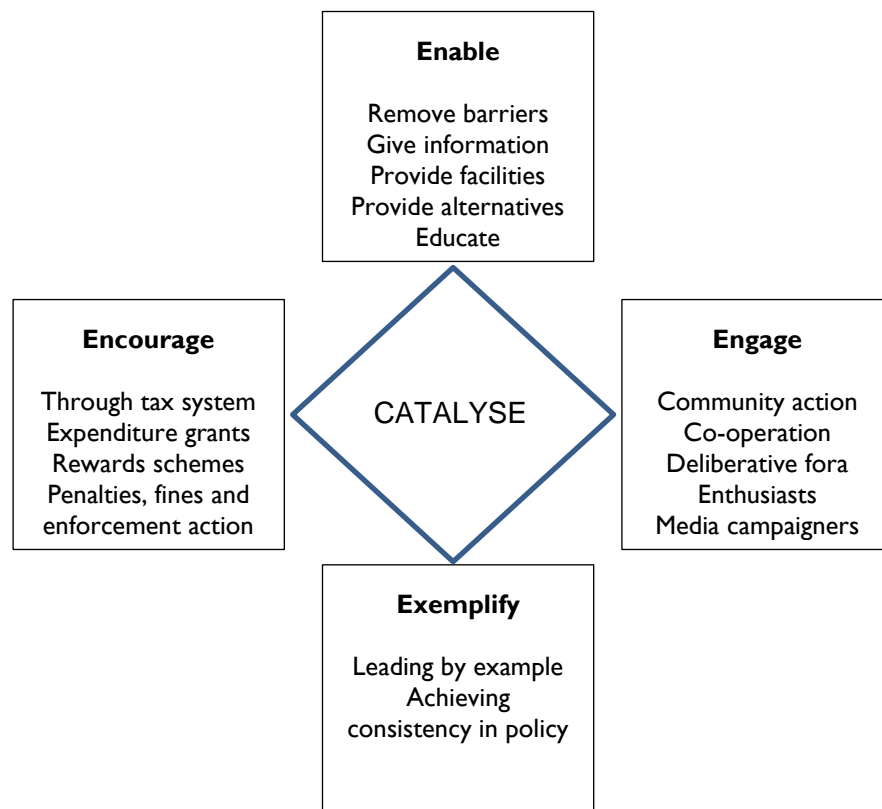 Enable
Remove barriers
Give information
Provide facilities
Provide alternatives
Educate
Encourage
Through tax system
Expenditure grants
Rewards schemes
Penalties, fines and
enforcement action
CATALYSE
Engage
Community action
Co-operation
Deliberative fora
Enthusiasts
Media campaigners
Exemplify
Leading by example
Achieving
consistency in policy